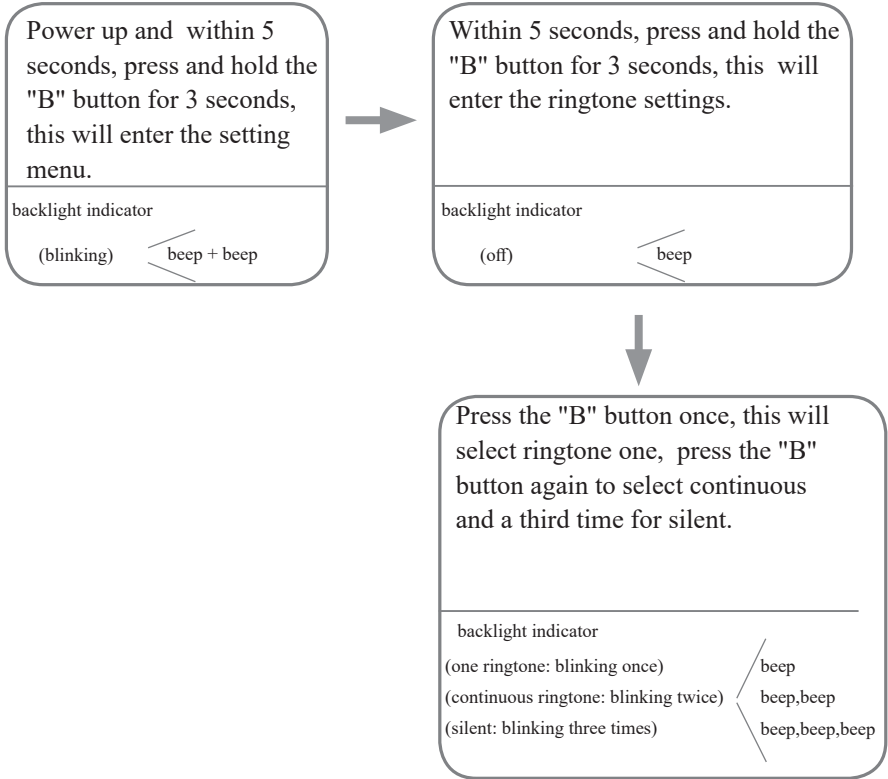 Power up and within 5
seconds, press and hold the
"B" button for 3 seconds,
this will enter the setting
menu.
backlight indicator
(blinking) beep + beep
Within 5 seconds, press and hold the
"B" button for 3 seconds, this will
enter the ringtone settings.
backlight indicator
(off) beep
Press the "B" button once, this will
select ringtone one, press the "B"
button again to select continuous
and a third time for silent.
backlight indicator
(one ringtone: blinking once) beep
(continuous ringtone: blinking twice) beep,beep
(silent: blinking three times) beep,beep,beep